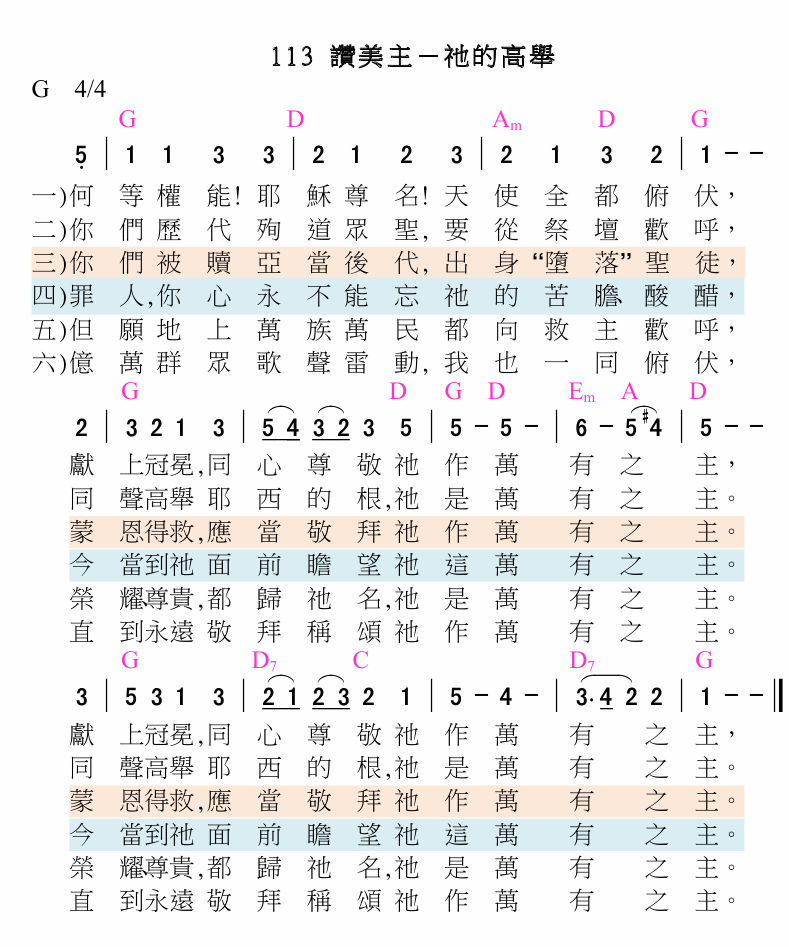 113 讚美主－祂的高舉
G 4/4
G D Am D G
5 | 1 1 3 3 | 2 1 2 3 | 2 1 3 2 | 1 － －
一)何等權能!耶穌尊名!天使全都俯伏，
二)你們歷代殉道眾聖,要從祭壇歡呼，
三)你們被贖亞當後代,出身“墮落”聖徒，
四)罪人,你心永不能忘祂的苦膽、酸醋，
五)但願地上萬族萬民都向救主歡呼，
六)億萬群眾歌聲雷動,我也一同俯伏，
G D G D Em A D
2 | 3 2 1 3 | 5 4 3 2 3 5 | 5 － 5 － | 6 － 5 #4 | 5 － －
獻上冠冕,同心尊敬祂作萬有之主，
同聲高舉耶西的根,祂是萬有之主。
蒙恩得救,應當敬拜祂作萬有之主。
今當到祂面前瞻望祂這萬有之主。
榮耀、尊貴,都歸祂名,祂是萬有之主。
直到永遠敬拜稱頌祂作萬有之主。
G D7 C D7 G
3 | 5 3 1 3 | 2 1 2 3 2 1 | 5 － 4 － | 3. 4 2 2 | 1 － － ||
獻上冠冕,同心尊敬祂作萬有之主，
同聲高舉耶西的根,祂是萬有之主。
蒙恩得救,應當敬拜祂作萬有之主。
今當到祂面前瞻望祂這萬有之主。
榮耀、尊貴,都歸祂名,祂是萬有之主。
直到永遠敬拜稱頌祂作萬有之主。